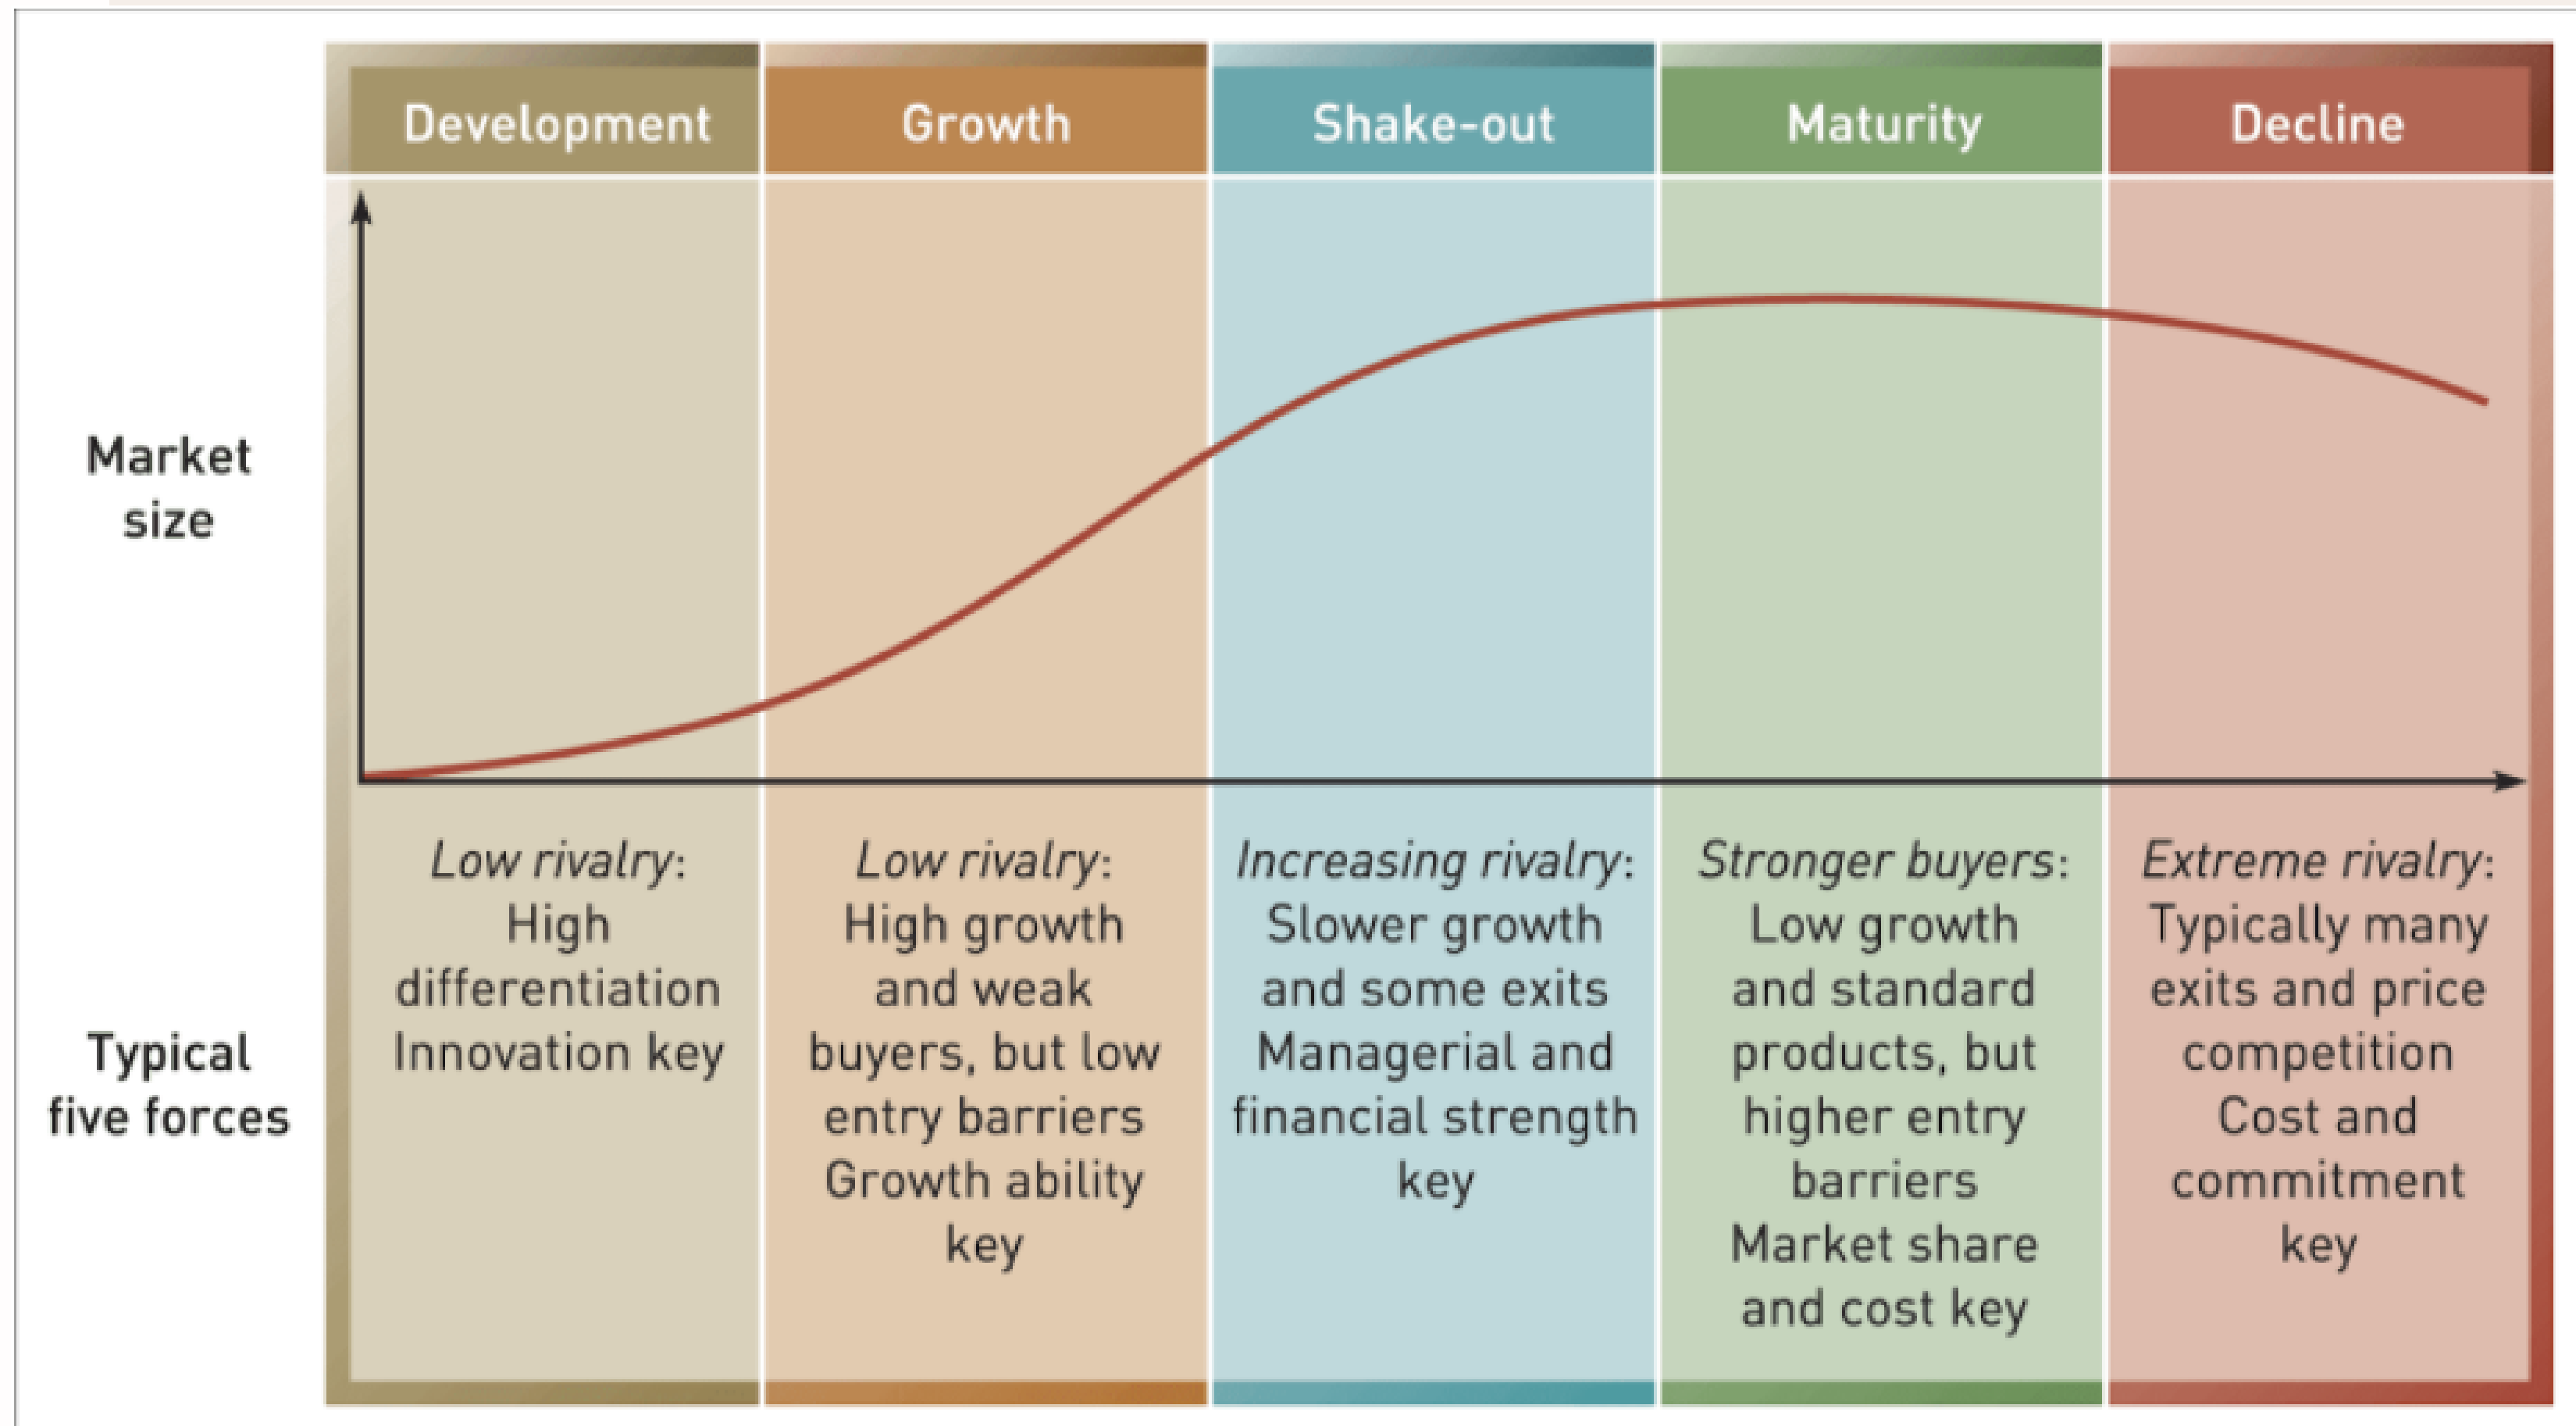 Development
Growth
Shake-out
Maturity
Decline
Market
size
Typical
five forces
Low rivalry:
High
differentiation
Innovation key
Low rivalry:
High growth
and weak
buyers, but low
entry barriers
Growth ability
key
Increasing rivalry:
Slower growth
and some exits
Managerial and
financial strength
key
Stronger buyers:
Low growth
and standard
products, but
higher entry
barriers
Market share
and cost key
Extreme rivalry:
Typically many
exits and price
competition
Cost and
commitment
key